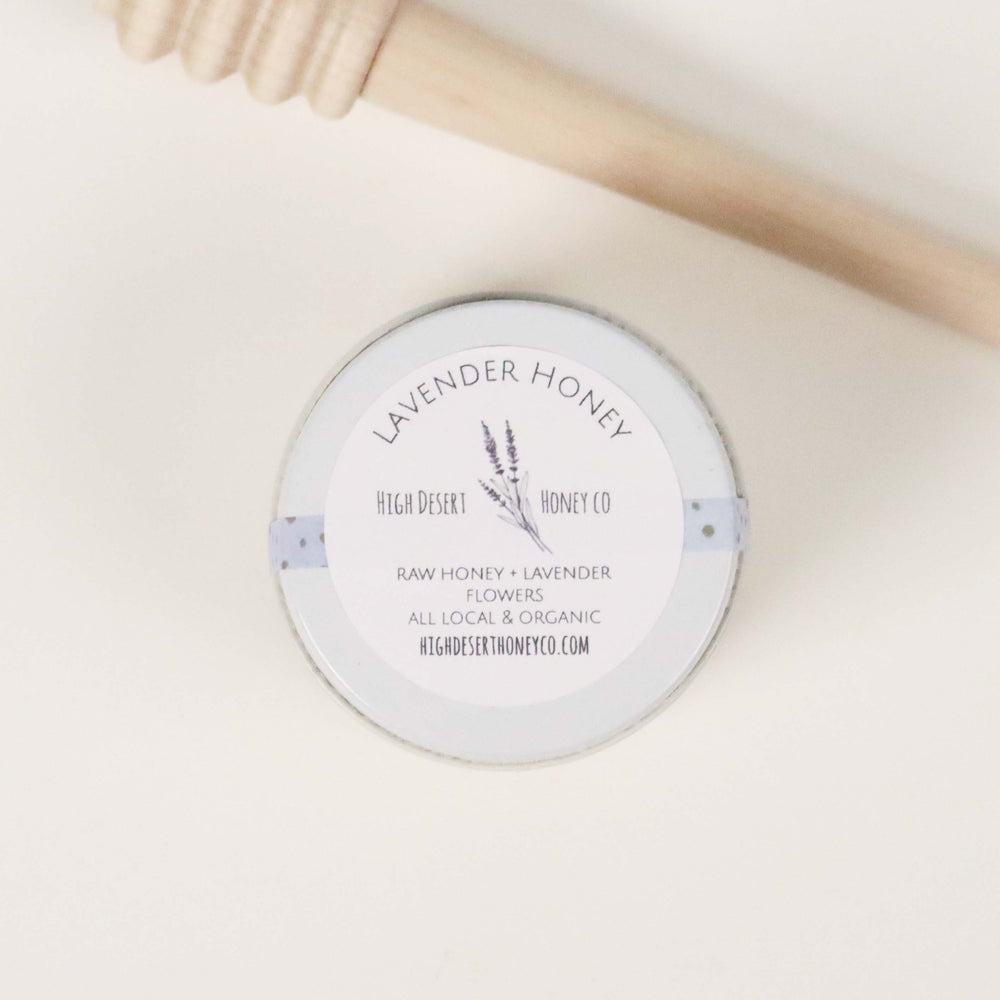 LAVENDER HONEY
HIGH DESERT HONEY CO
RAW HONEY + LAVENDER
FLOWERS
ALL LOCAL & ORGANIC
HIGHDESERTHONEYCO.COM